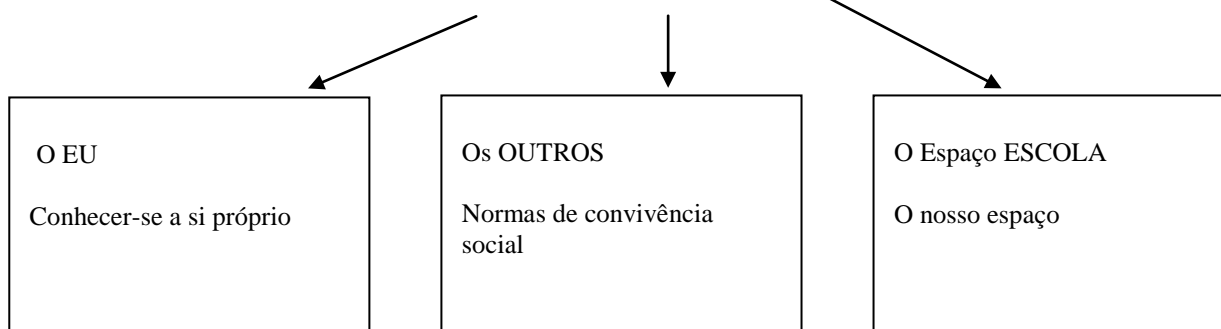 O EU
Conhecer-se a si próprio
Os OUTROS
Normas de convivência
social
O Espaço ESCOLA
O nosso espaço